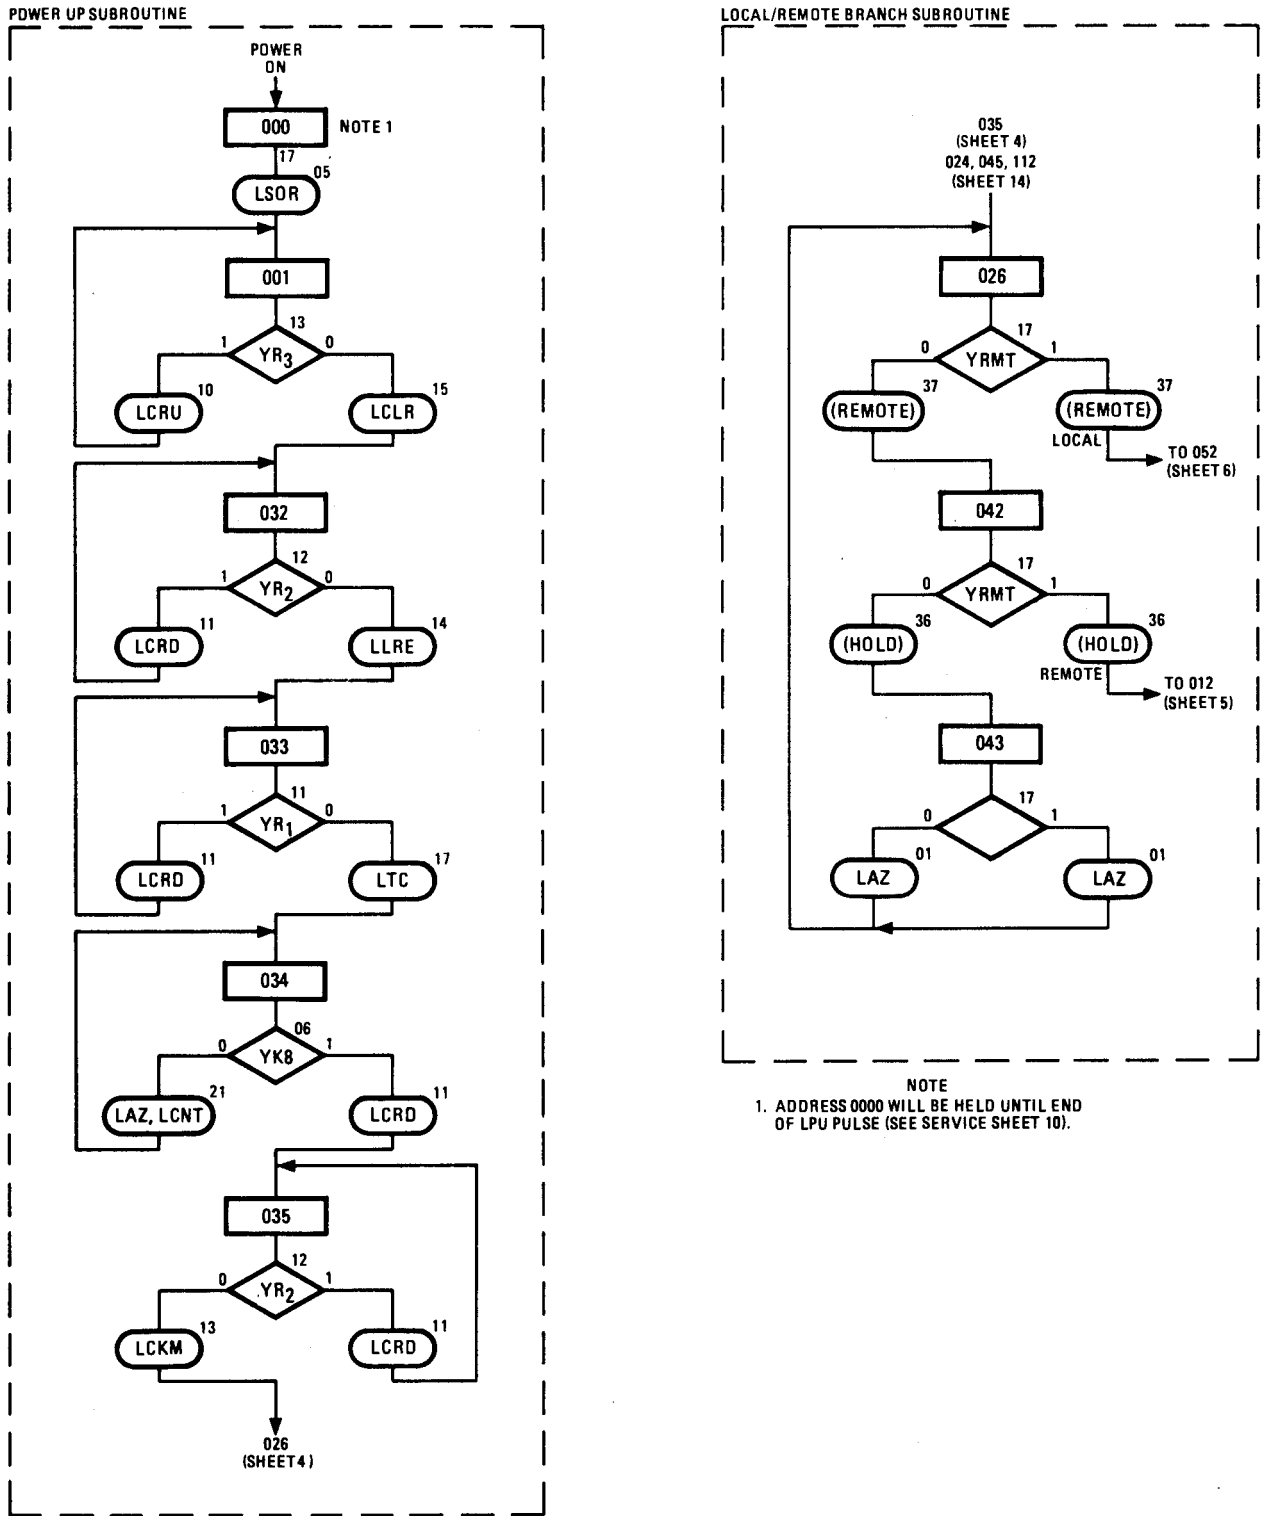 POWER UP SUBROUTINE
POWER
ON
000
NOTE 1
17
05
LSOR
001
13
1
YR3
0
10
15
LCRU
LCLR
032
12
1
YR2
0
11
14
LCRD
LLRE
033
11
1
YR1
0
11
17
LCRD
LTC
034
06
0
YK8
1
21
11
LAZ, LCNT
LCRD
035
12
0
YR2
1
13
11
LCKM
LCRD
026
(SHEET 4)
LOCAL/REMOTE BRANCH SUBROUTINE
035
(SHEET 4)
024, 045, 112
(SHEET 14)
026
17
0
YRMT
1
37
37
(REMOTE)
(REMOTE)
LOCAL
TO 052
(SHEET 6)
042
17
0
YRMT
1
36
36
(HOLD)
(HOLD)
REMOTE
TO 012
(SHEET 5)
043
17
0
1
01
01
LAZ
LAZ
NOTE
1. ADDRESS 0000 WILL BE HELD UNTIL END
OF LPU PULSE (SEE SERVICE SHEET 10).